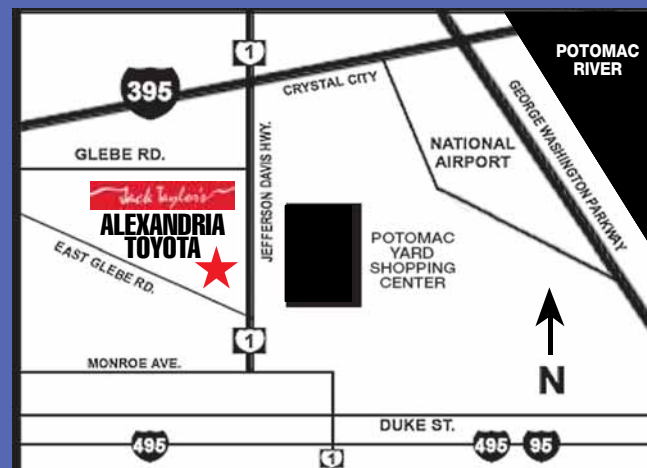 1
POTOMAC
RIVER
395
CRYSTAL CITY
GEORGE WASHINGTON PARKWAY
GLEBE RD.
JEFFERSON DAVIS HWY.
NATIONAL
AIRPORT
Jack Taylor's
ALEXANDRIA
TOYOTA
EAST GLEBE RD.
POTOMAC
YARD
SHOPPING
CENTER
1
MONROE AVE.
N
DUKE ST.
495
1
495
95